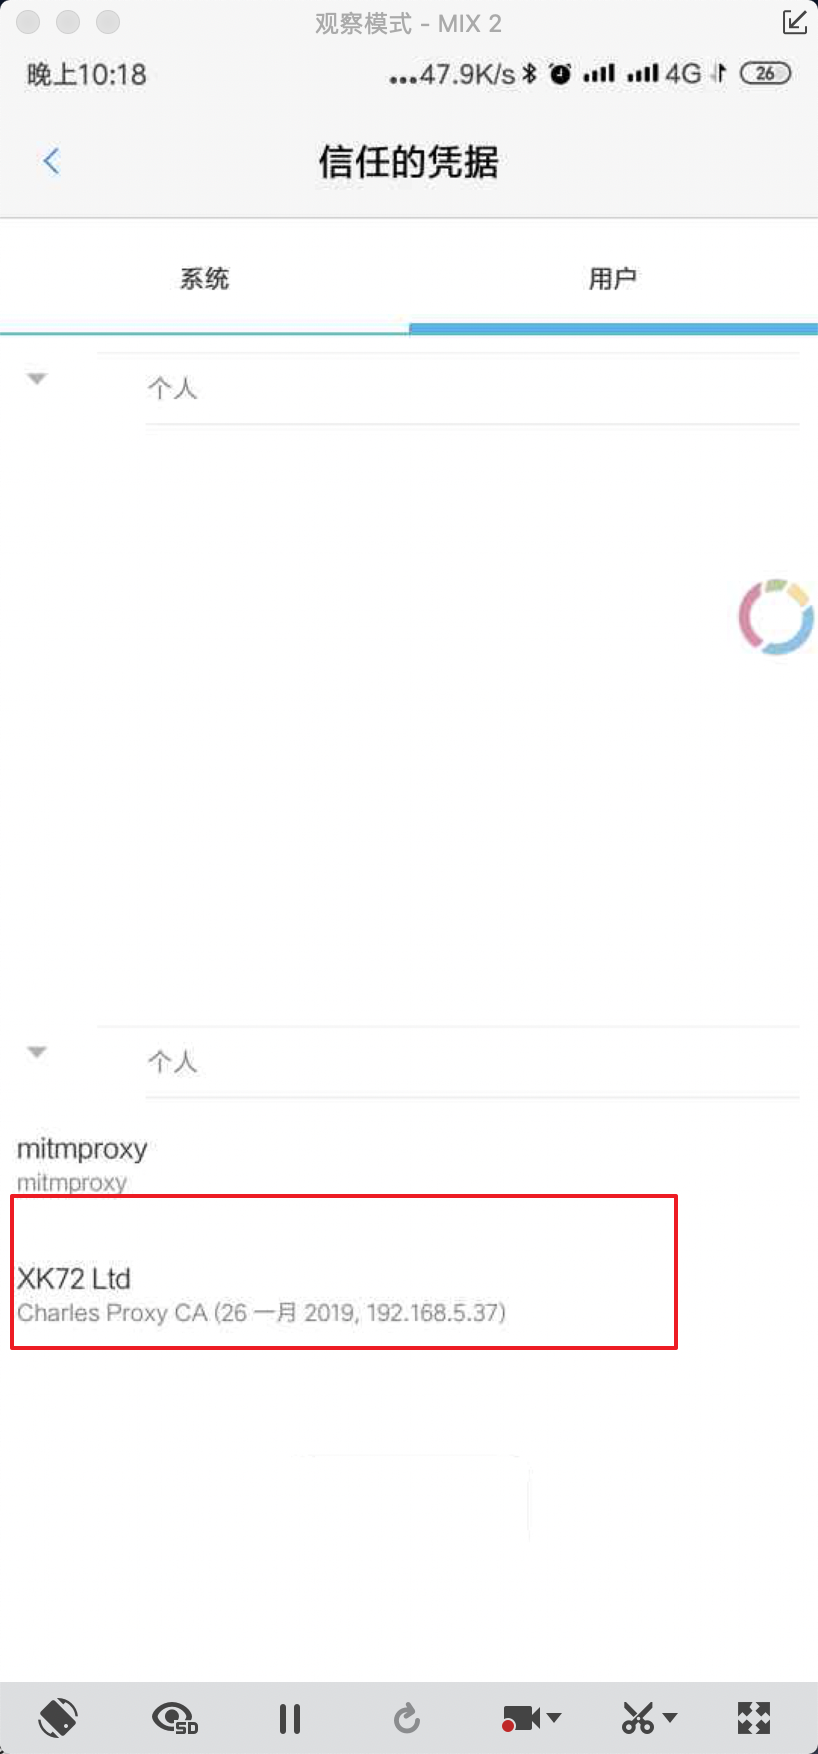 观察模式 - MIX 2
晚上10:18 ...47.9K/s 4G 26
信任的凭据
系统 用户
个人
个人
mitmproxy
mitmproxy
XK72 Ltd
Charles Proxy CA (26 一月 2019, 192.168.5.37)
SD